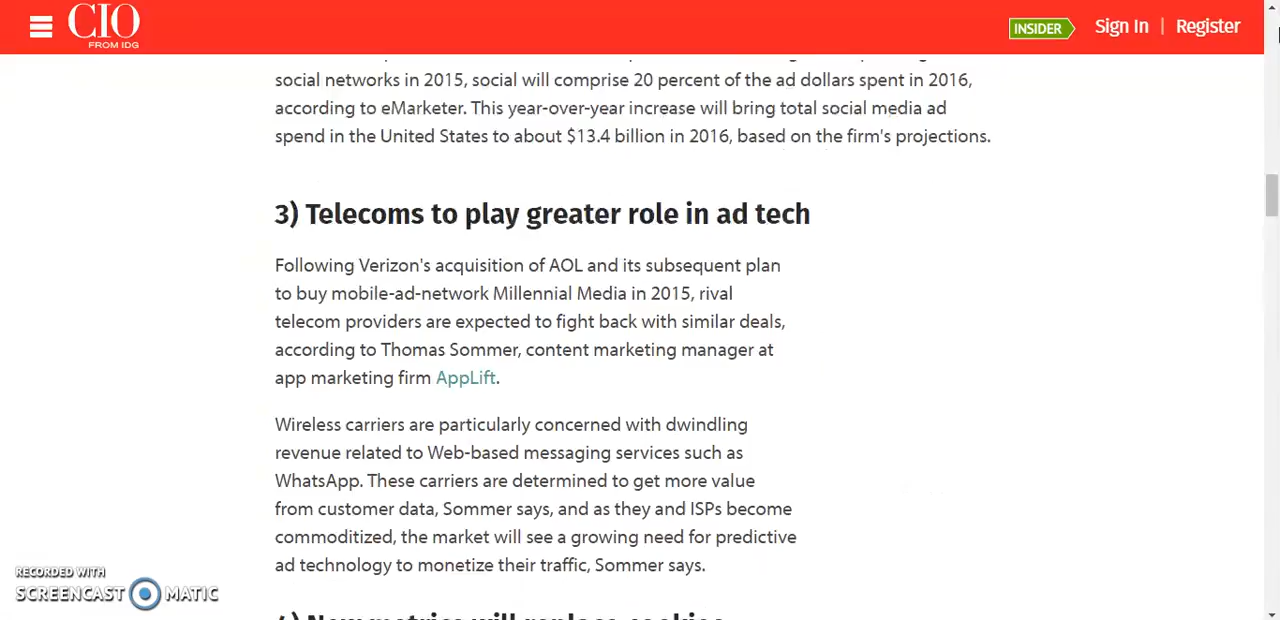 CIO
FROM IDG
INSIDER
Sign In | Register
social networks in 2015, social will comprise 20 percent of the ad dollars spent in 2016,
according to eMarketer. This year-over-year increase will bring total social media ad
spend in the United States to about $13.4 billion in 2016, based on the firm's projections.
3) Telecoms to play greater role in ad tech
Following Verizon's acquisition of AOL and its subsequent plan
to buy mobile-ad-network Millennial Media in 2015, rival
telecom providers are expected to fight back with similar deals,
according to Thomas Sommer, content marketing manager at
app marketing firm AppLift.
Wireless carriers are particularly concerned with dwindling
revenue related to Web-based messaging services such as
WhatsApp. These carriers are determined to get more value
from customer data, Sommer says, and as they and ISPs become
commoditized, the market will see a growing need for predictive
ad technology to monetize their traffic, Sommer says.
4) New metrics will replace cookies
RECORDED WITH
SCREENCAST MATIC